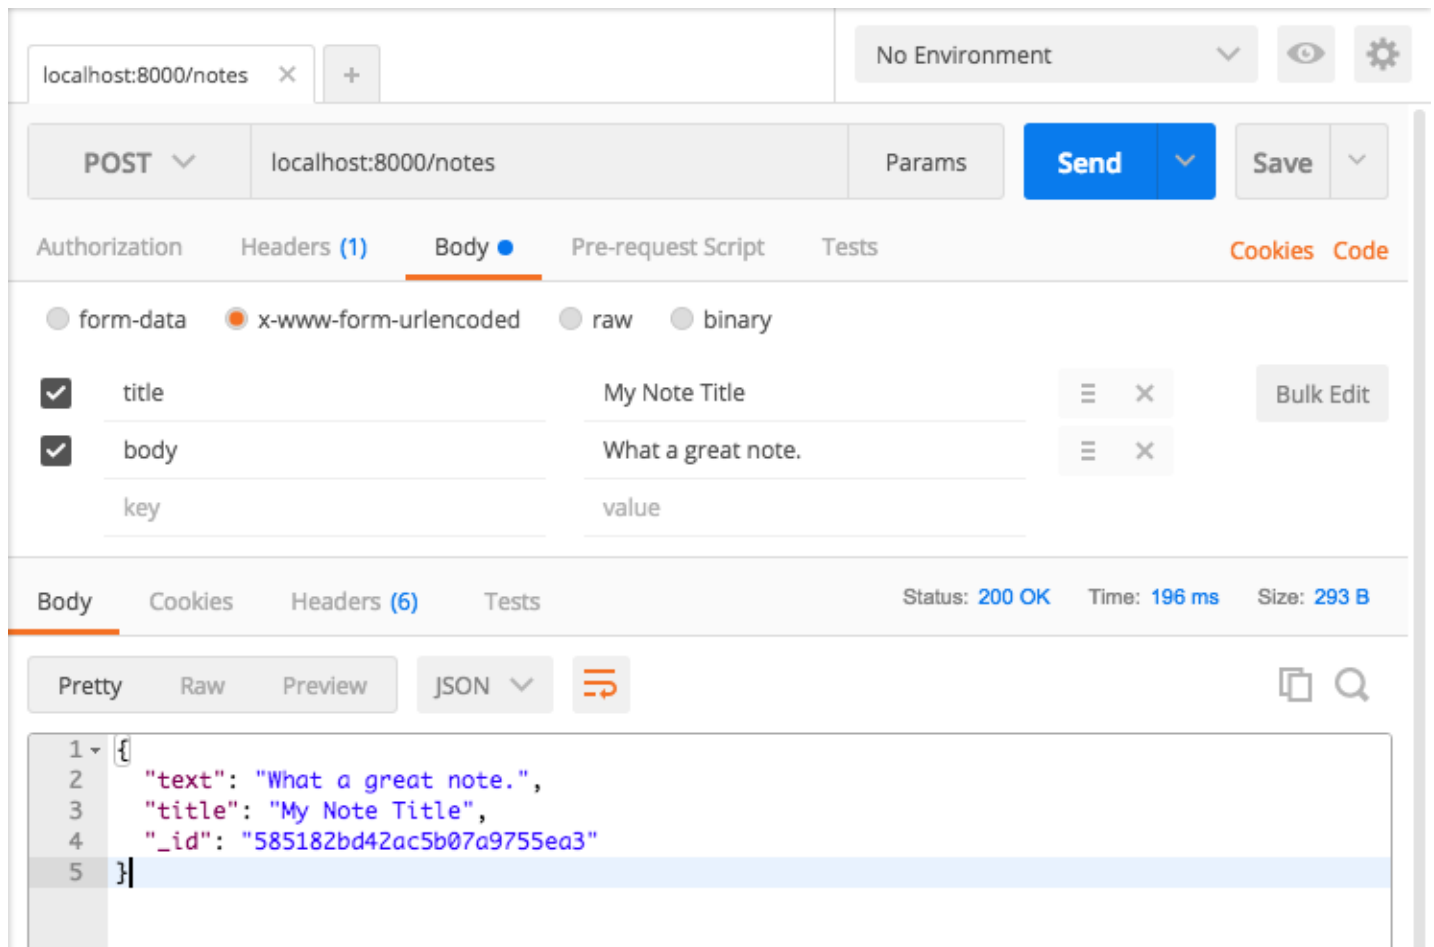 localhost:8000/notes
No Environment
POST localhost:8000/notes Params Send Save
Authorization Headers (1) Body Pre-request Script Tests Cookies Code
form-data x-www-form-urlencoded raw binary
title My Note Title Bulk Edit
body What a great note.
key value
Body Cookies Headers (6) Tests Status: 200 OK Time: 196 ms Size: 293 B
Pretty Raw Preview JSON
1 {
2 "text": "What a great note.",
3 "title": "My Note Title",
4 "_id": "585182bd42ac5b07a9755ea3"
5 }